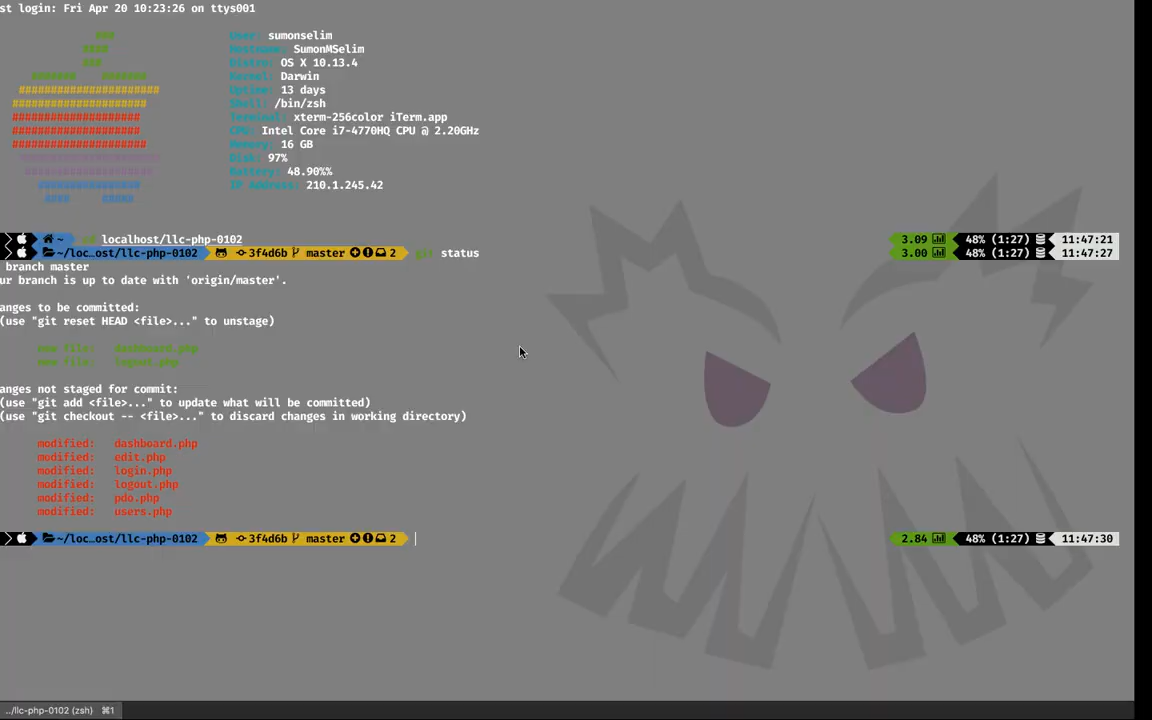 st login: Fri Apr 20 10:23:26 on ttys001
###
####
###
#######    #######
######################
#####################
####################
####################
#####################
######################
####################
################
####     #####
User: sumonselim
Hostname: SumonMSelim
Distro: OS X 10.13.4
Kernel: Darwin
Uptime: 13 days
Shell: /bin/zsh
Terminal: xterm-256color iTerm.app
CPU: Intel Core i7-4770HQ CPU @ 2.20GHz
Memory: 16 GB
Disk: 97%
Battery: 48.90%%
IP Address: 210.1.245.42
~ cd localhost/llc-php-0102 3.09 48% (1:27) 11:47:21
~/loc…ost/llc-php-0102 3f4d6b master 2 git status 3.00 48% (1:27) 11:47:27
branch master
ur branch is up to date with 'origin/master'.
anges to be committed:
(use "git reset HEAD <file>..." to unstage)
new file: dashboard.php
new file: logout.php
anges not staged for commit:
(use "git add <file>..." to update what will be committed)
(use "git checkout -- <file>..." to discard changes in working directory)
modified: dashboard.php
modified: edit.php
modified: login.php
modified: logout.php
modified: pdo.php
modified: users.php
~/loc…ost/llc-php-0102 3f4d6b master 2 2.84 48% (1:27) 11:47:30
../llc-php-0102 (zsh) ⌘1